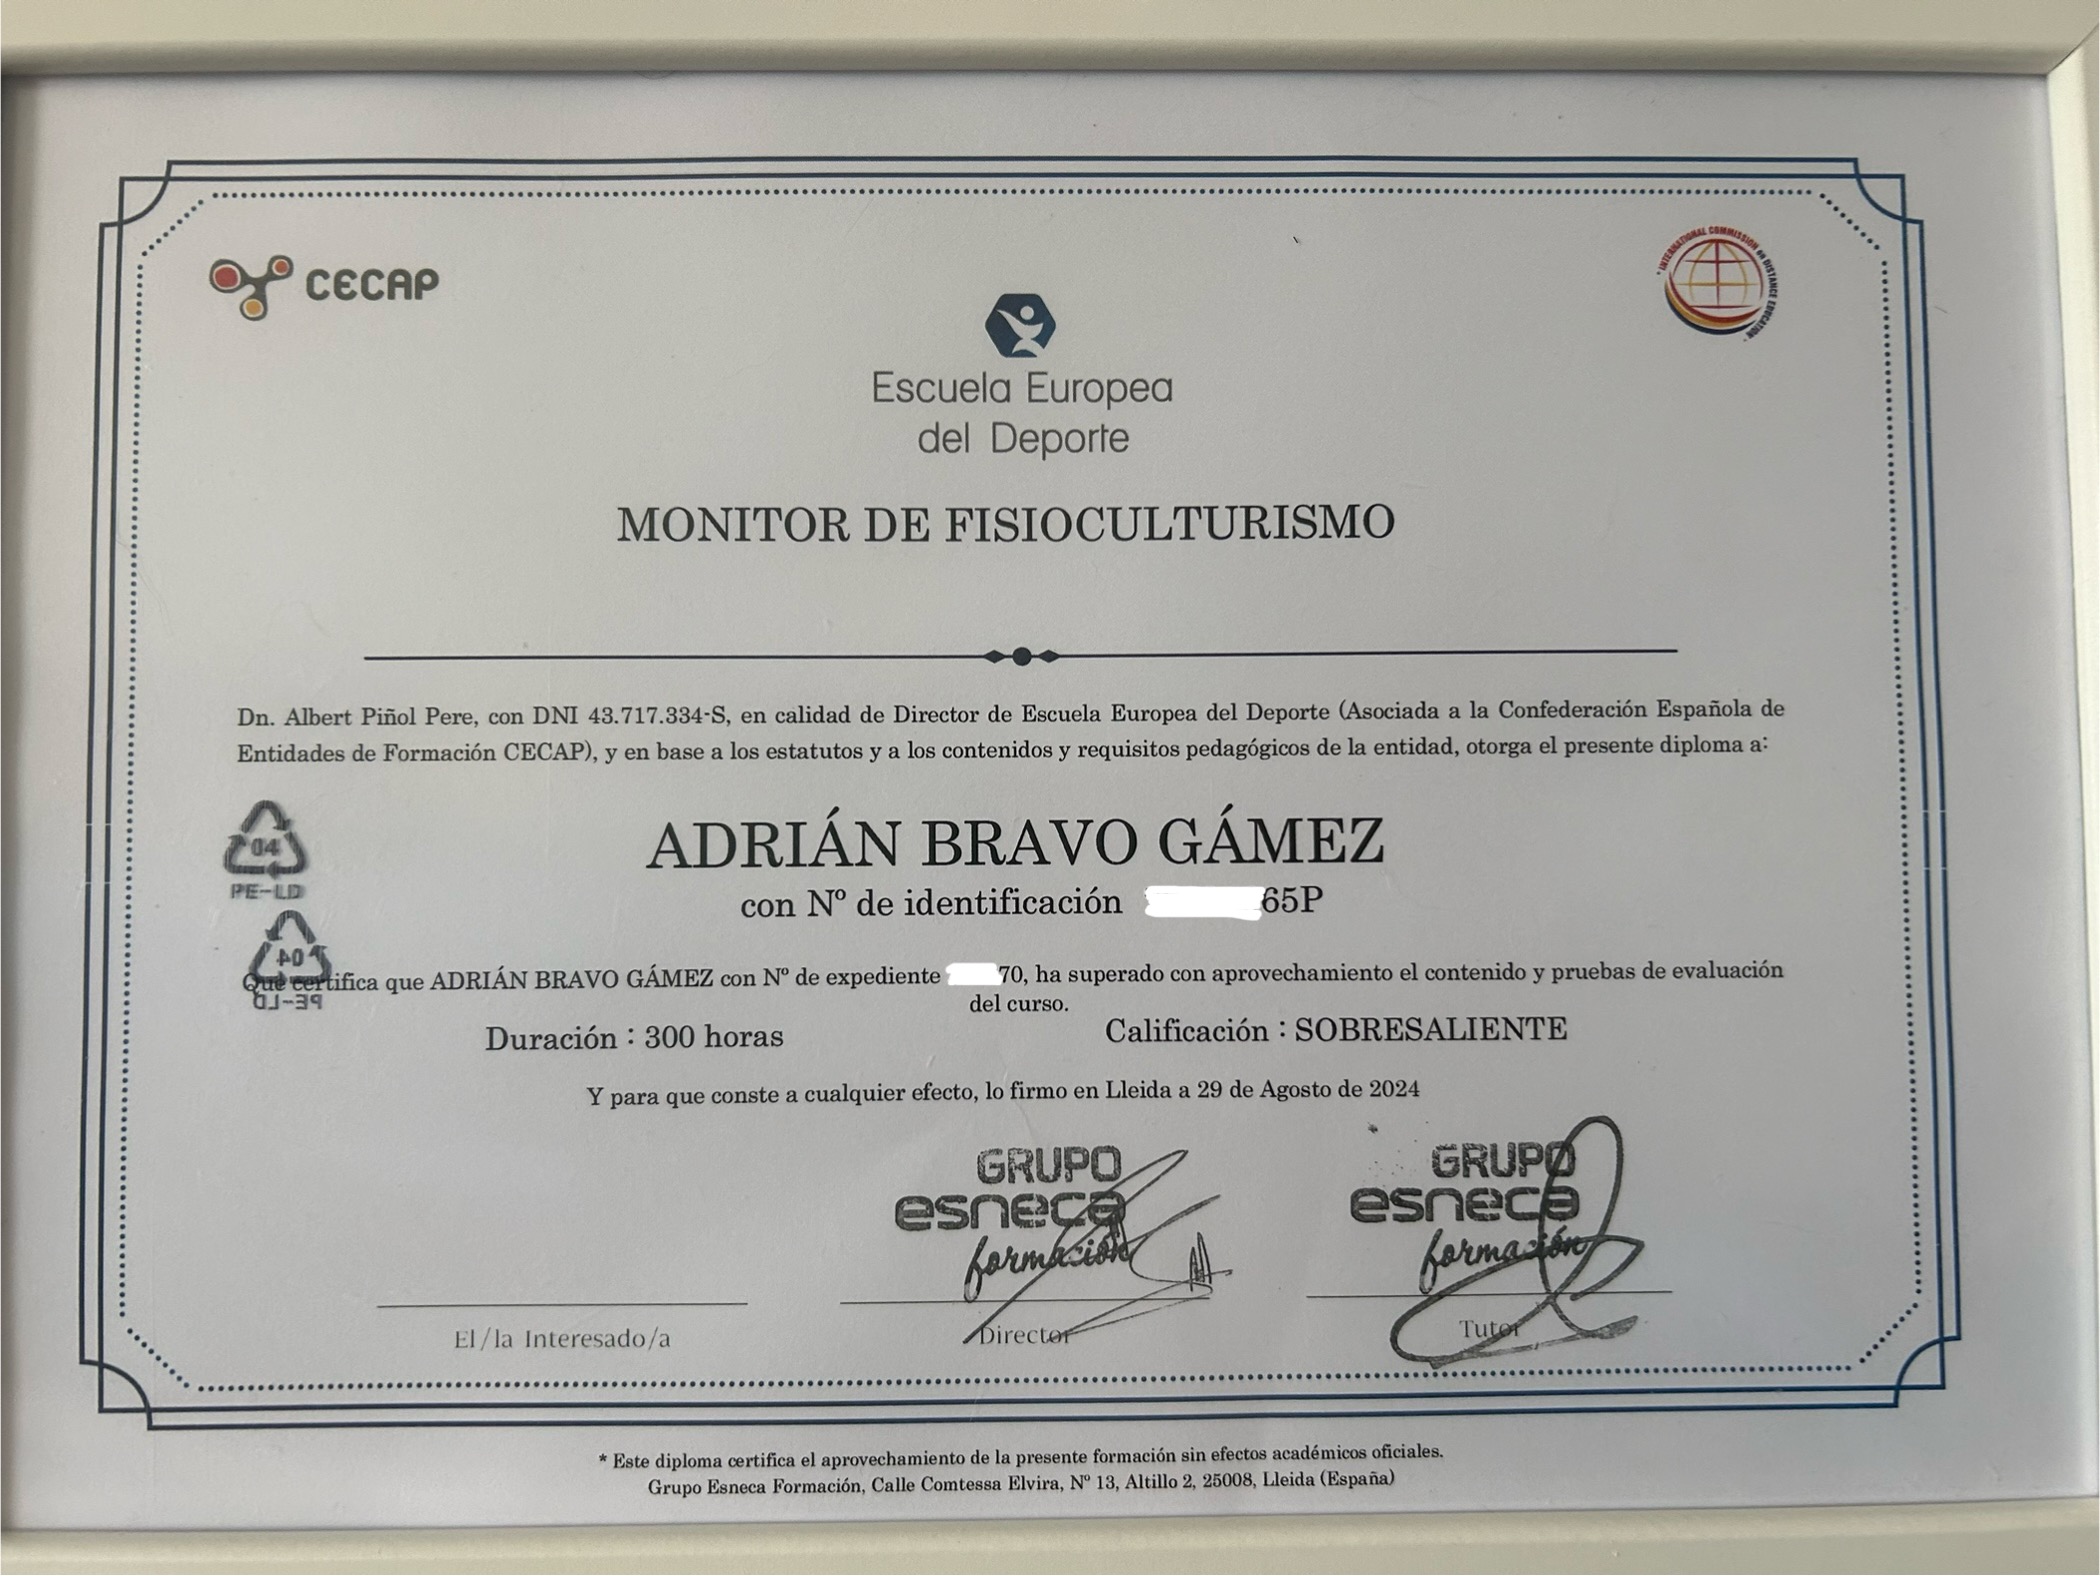 CECAP
INTERNATIONAL COMMISSION on DISTANCE EDUCATION
Escuela Europea
del Deporte
MONITOR DE FISIOCULTURISMO
Dn. Albert Piñol Pere, con DNI 43.717.334-S, en calidad de Director de Escuela Europea del Deporte (Asociada a la Confederación Española de
Entidades de Formación CECAP), y en base a los estatutos y a los contenidos y requisitos pedagógicos de la entidad, otorga el presente diploma a:
ADRIÁN BRAVO GÁMEZ
con Nº de identificación 65P
04
PE-LD
04
PE-LD
Que certifica que ADRIÁN BRAVO GÁMEZ con Nº de expediente 70, ha superado con aprovechamiento el contenido y pruebas de evaluación
del curso.
Duración : 300 horas
Calificación : SOBRESALIENTE
Y para que conste a cualquier efecto, lo firmo en Lleida a 29 de Agosto de 2024
GRUPO
esneca
formación
GRUPO
esneca
formación
El/la Interesado/a
Director
Tutor
* Este diploma certifica el aprovechamiento de la presente formación sin efectos académicos oficiales.
Grupo Esneca Formación, Calle Comtessa Elvira, Nº 13, Altillo 2, 25008, Lleida (España)